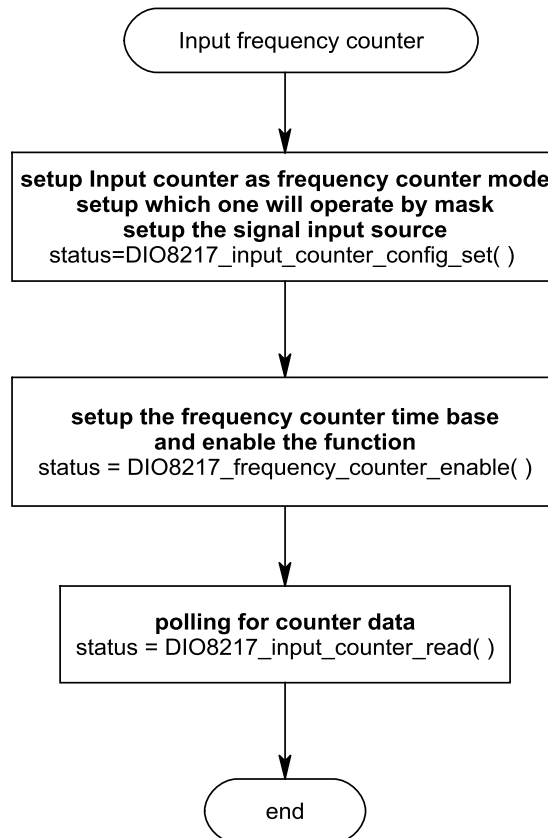 Input frequency counter
setup Input counter as frequency counter mode
setup which one will operate by mask
setup the signal input source
status=DIO8217_input_counter_config_set( )
setup the frequency counter time base
and enable the function
status = DIO8217_frequency_counter_enable( )
polling for counter data
status = DIO8217_input_counter_read( )
end